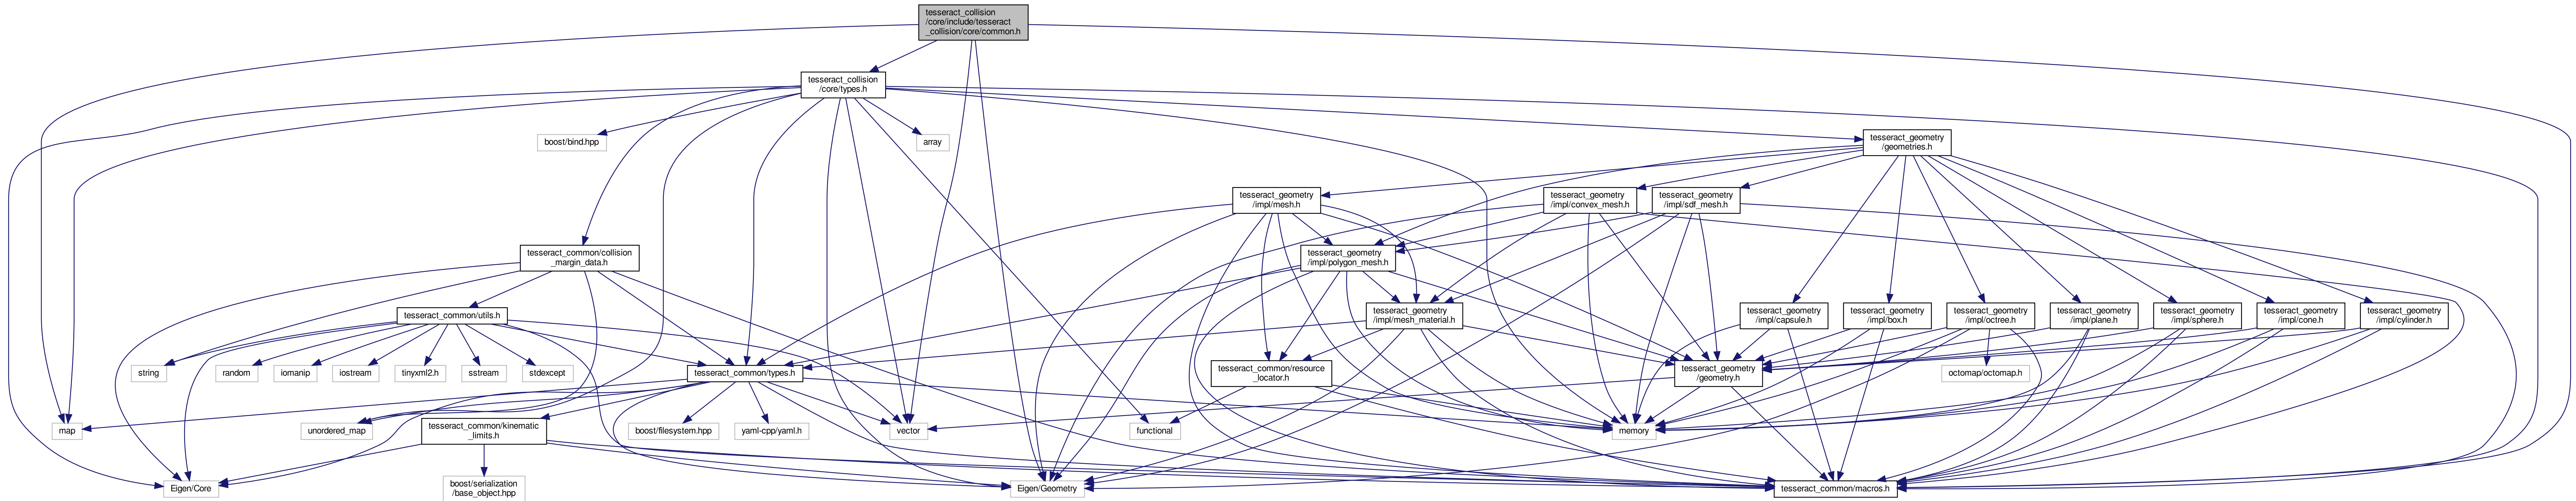 tesseract_collision
/core/include/tesseract
_collision/core/common.h
tesseract_collision
/core/types.h
boost/bind.hpp
array
tesseract_geometry
/geometries.h
tesseract_geometry
/impl/mesh.h
tesseract_geometry
/impl/convex_mesh.h
tesseract_geometry
/impl/sdf_mesh.h
tesseract_common/collision
_margin_data.h
tesseract_geometry
/impl/polygon_mesh.h
tesseract_common/utils.h
tesseract_geometry
/impl/mesh_material.h
tesseract_geometry
/impl/capsule.h
tesseract_geometry
/impl/box.h
tesseract_geometry
/impl/octree.h
tesseract_geometry
/impl/plane.h
tesseract_geometry
/impl/sphere.h
tesseract_geometry
/impl/cone.h
tesseract_geometry
/impl/cylinder.h
string
random
iomanip
iostream
tinyxml2.h
sstream
stdexcept
tesseract_common/types.h
tesseract_common/resource
_locator.h
tesseract_geometry
/geometry.h
octomap/octomap.h
map
unordered_map
tesseract_common/kinematic
_limits.h
boost/filesystem.hpp
yaml-cpp/yaml.h
vector
functional
memory
Eigen/Core
boost/serialization
/base_object.hpp
Eigen/Geometry
tesseract_common/macros.h